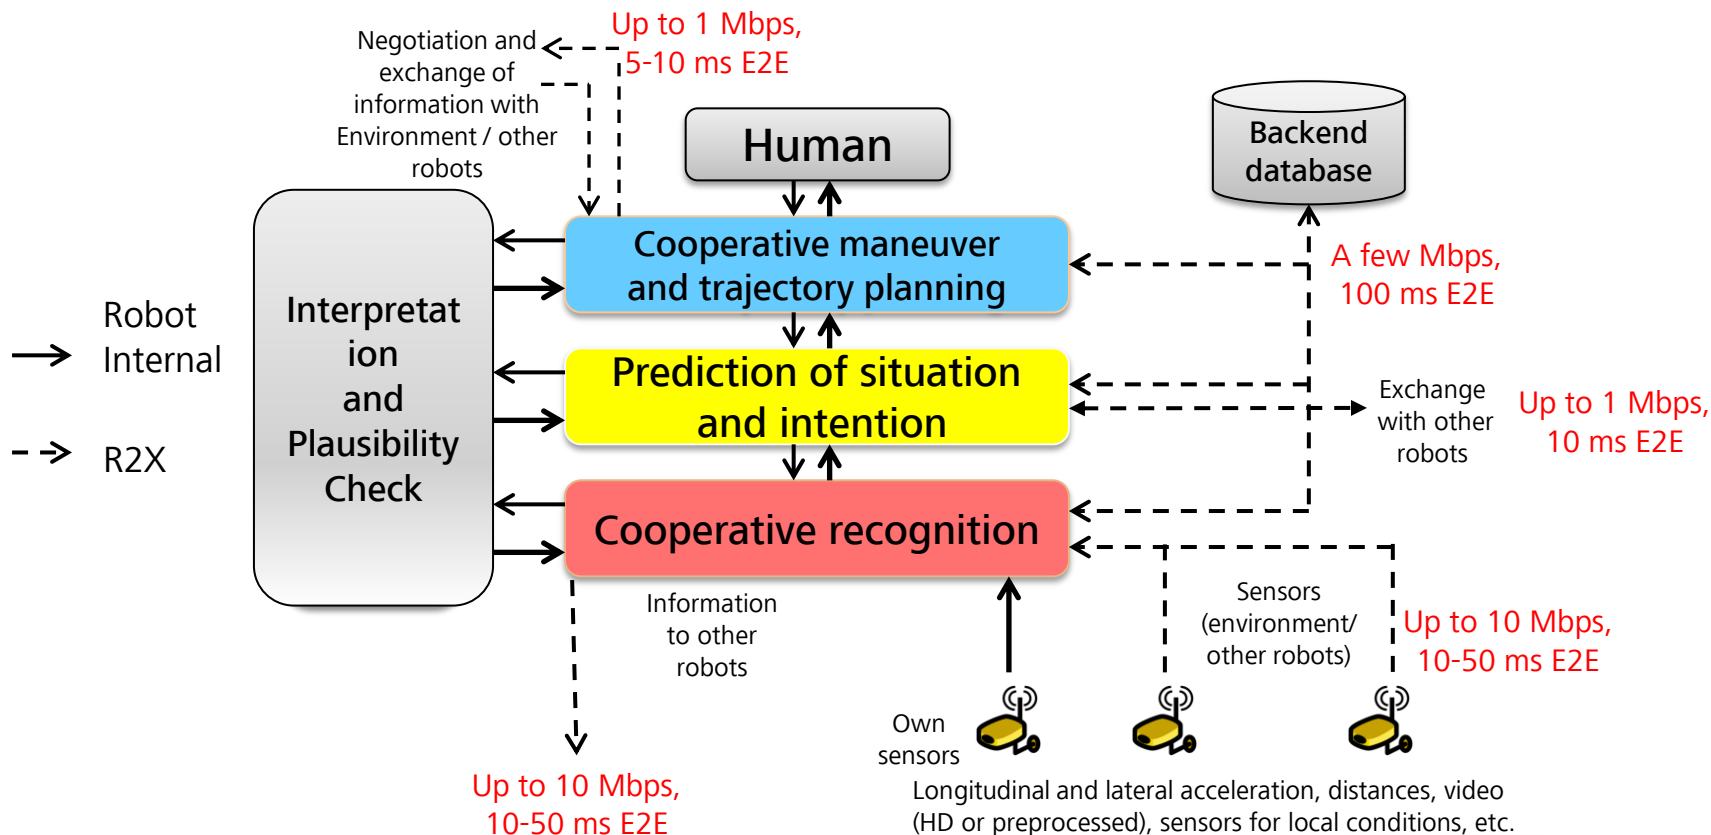 Negotiation and
exchange of
information with
Environment / other
robots
Up to 1 Mbps,
5-10 ms E2E
Human
Backend
database
Cooperative maneuver
and trajectory planning
A few Mbps,
100 ms E2E
Robot
Internal
R2X
Interpretat
ion
and
Plausibility
Check
Prediction of situation
and intention
Exchange
with other
robots
Up to 1 Mbps,
10 ms E2E
Cooperative recognition
Information
to other
robots
Sensors
(environment/
other robots)
Up to 10 Mbps,
10-50 ms E2E
Own
sensors
Up to 10 Mbps,
10-50 ms E2E
Longitudinal and lateral acceleration, distances, video
(HD or preprocessed), sensors for local conditions, etc.